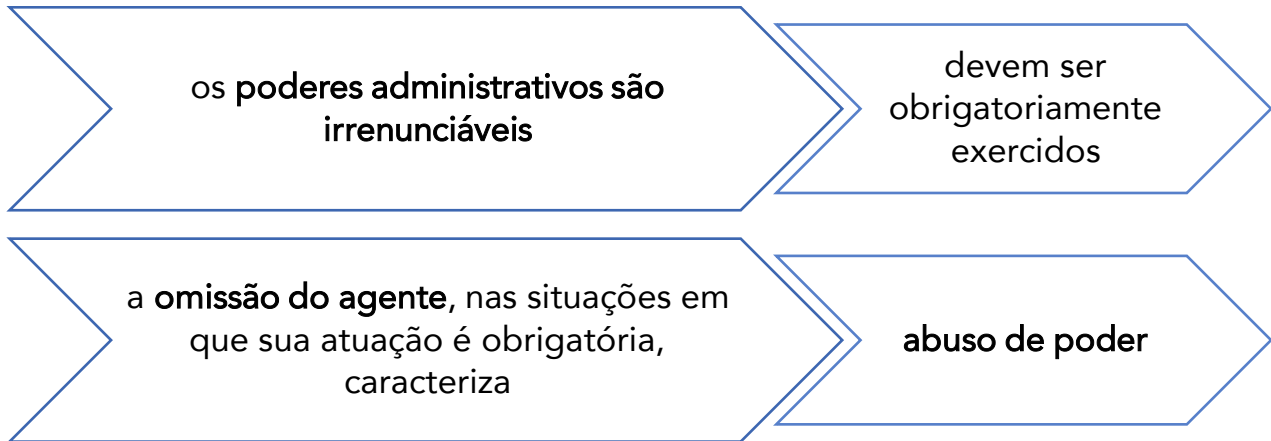 os poderes administrativos são
irrenunciáveis
devem ser
obrigatoriamente
exercidos
a omissão do agente, nas situações em
que sua atuação é obrigatória,
caracteriza
abuso de poder